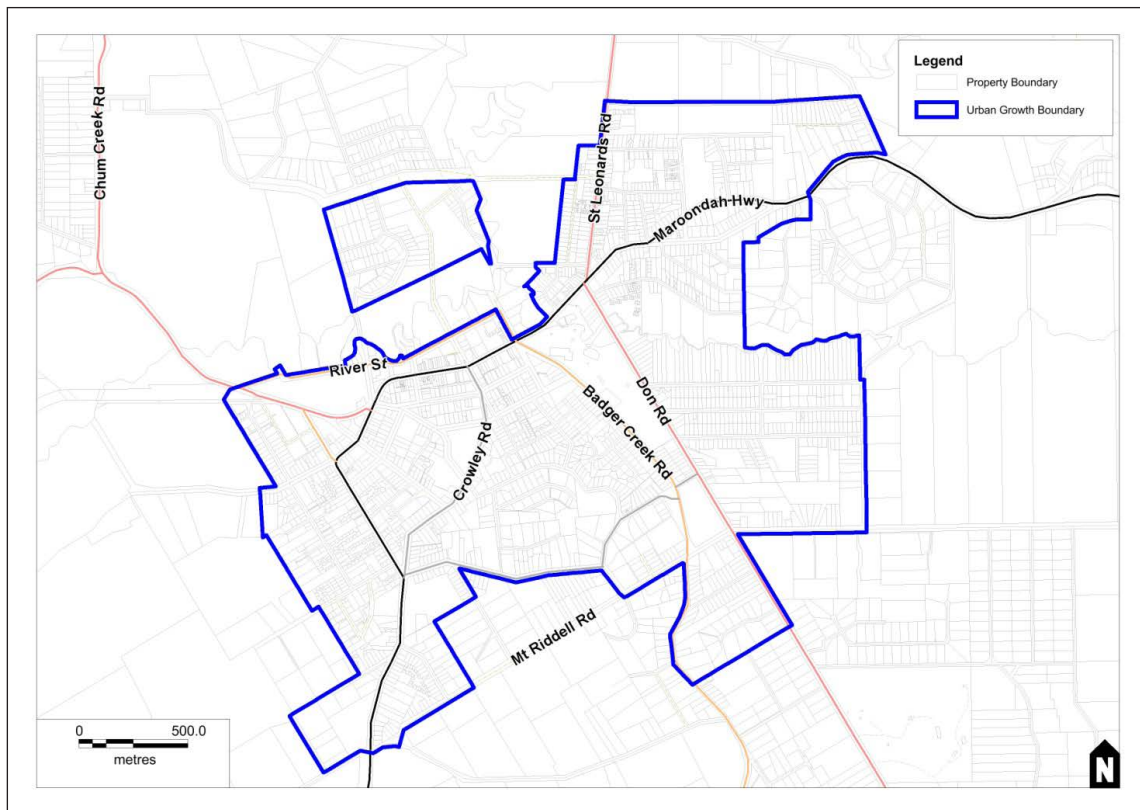 Legend
Property Boundary
Urban Growth Boundary
Chum Creek Rd
St Leonards Rd
Maroondah Hwy
River St
Don Rd
Badger Creek Rd
Crowley Rd
Mt Riddell Rd
0 500.0
metres
N